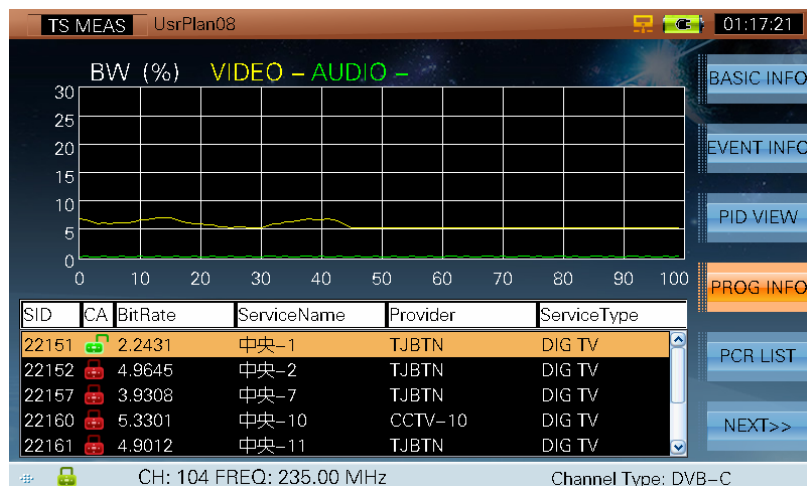 TS MEAS UsrPlan08 01:17:21
BW (%) VIDEO – AUDIO –
30
25
20
15
10
5
0
0 10 20 30 40 50 60 70 80 90 100
SID CA BitRate ServiceName Provider ServiceType
22151 2.2431 中央–1 TJBTN DIG TV
22152 4.9645 中央–2 TJBTN DIG TV
22157 3.9308 中央–7 TJBTN DIG TV
22160 5.3301 中央–10 CCTV–10 DIG TV
22161 4.9012 中央–11 TJBTN DIG TV
BASIC INFO
EVENT INFO
PID VIEW
PROG INFO
PCR LIST
NEXT>>
CH: 104 FREQ: 235.00 MHz Channel Type: DVB–C